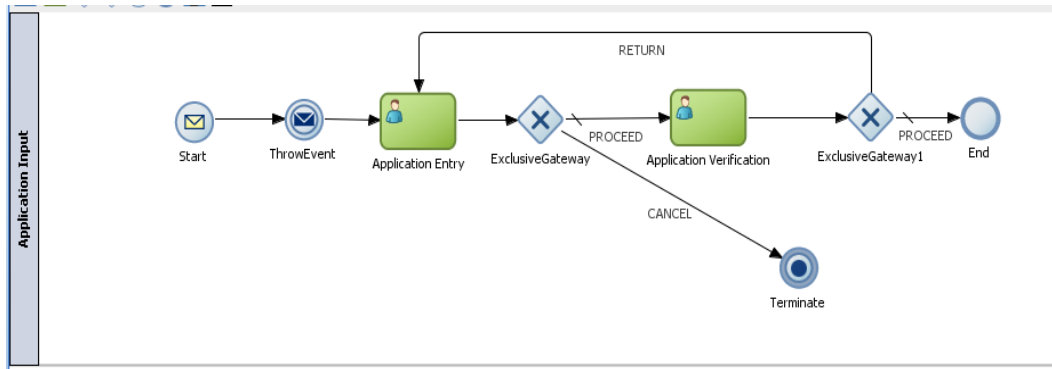 RETURN
Start
ThrowEvent
Application Entry
ExclusiveGateway
PROCEED
Application Verification
ExclusiveGateway1
PROCEED
End
CANCEL
Terminate
Application Input